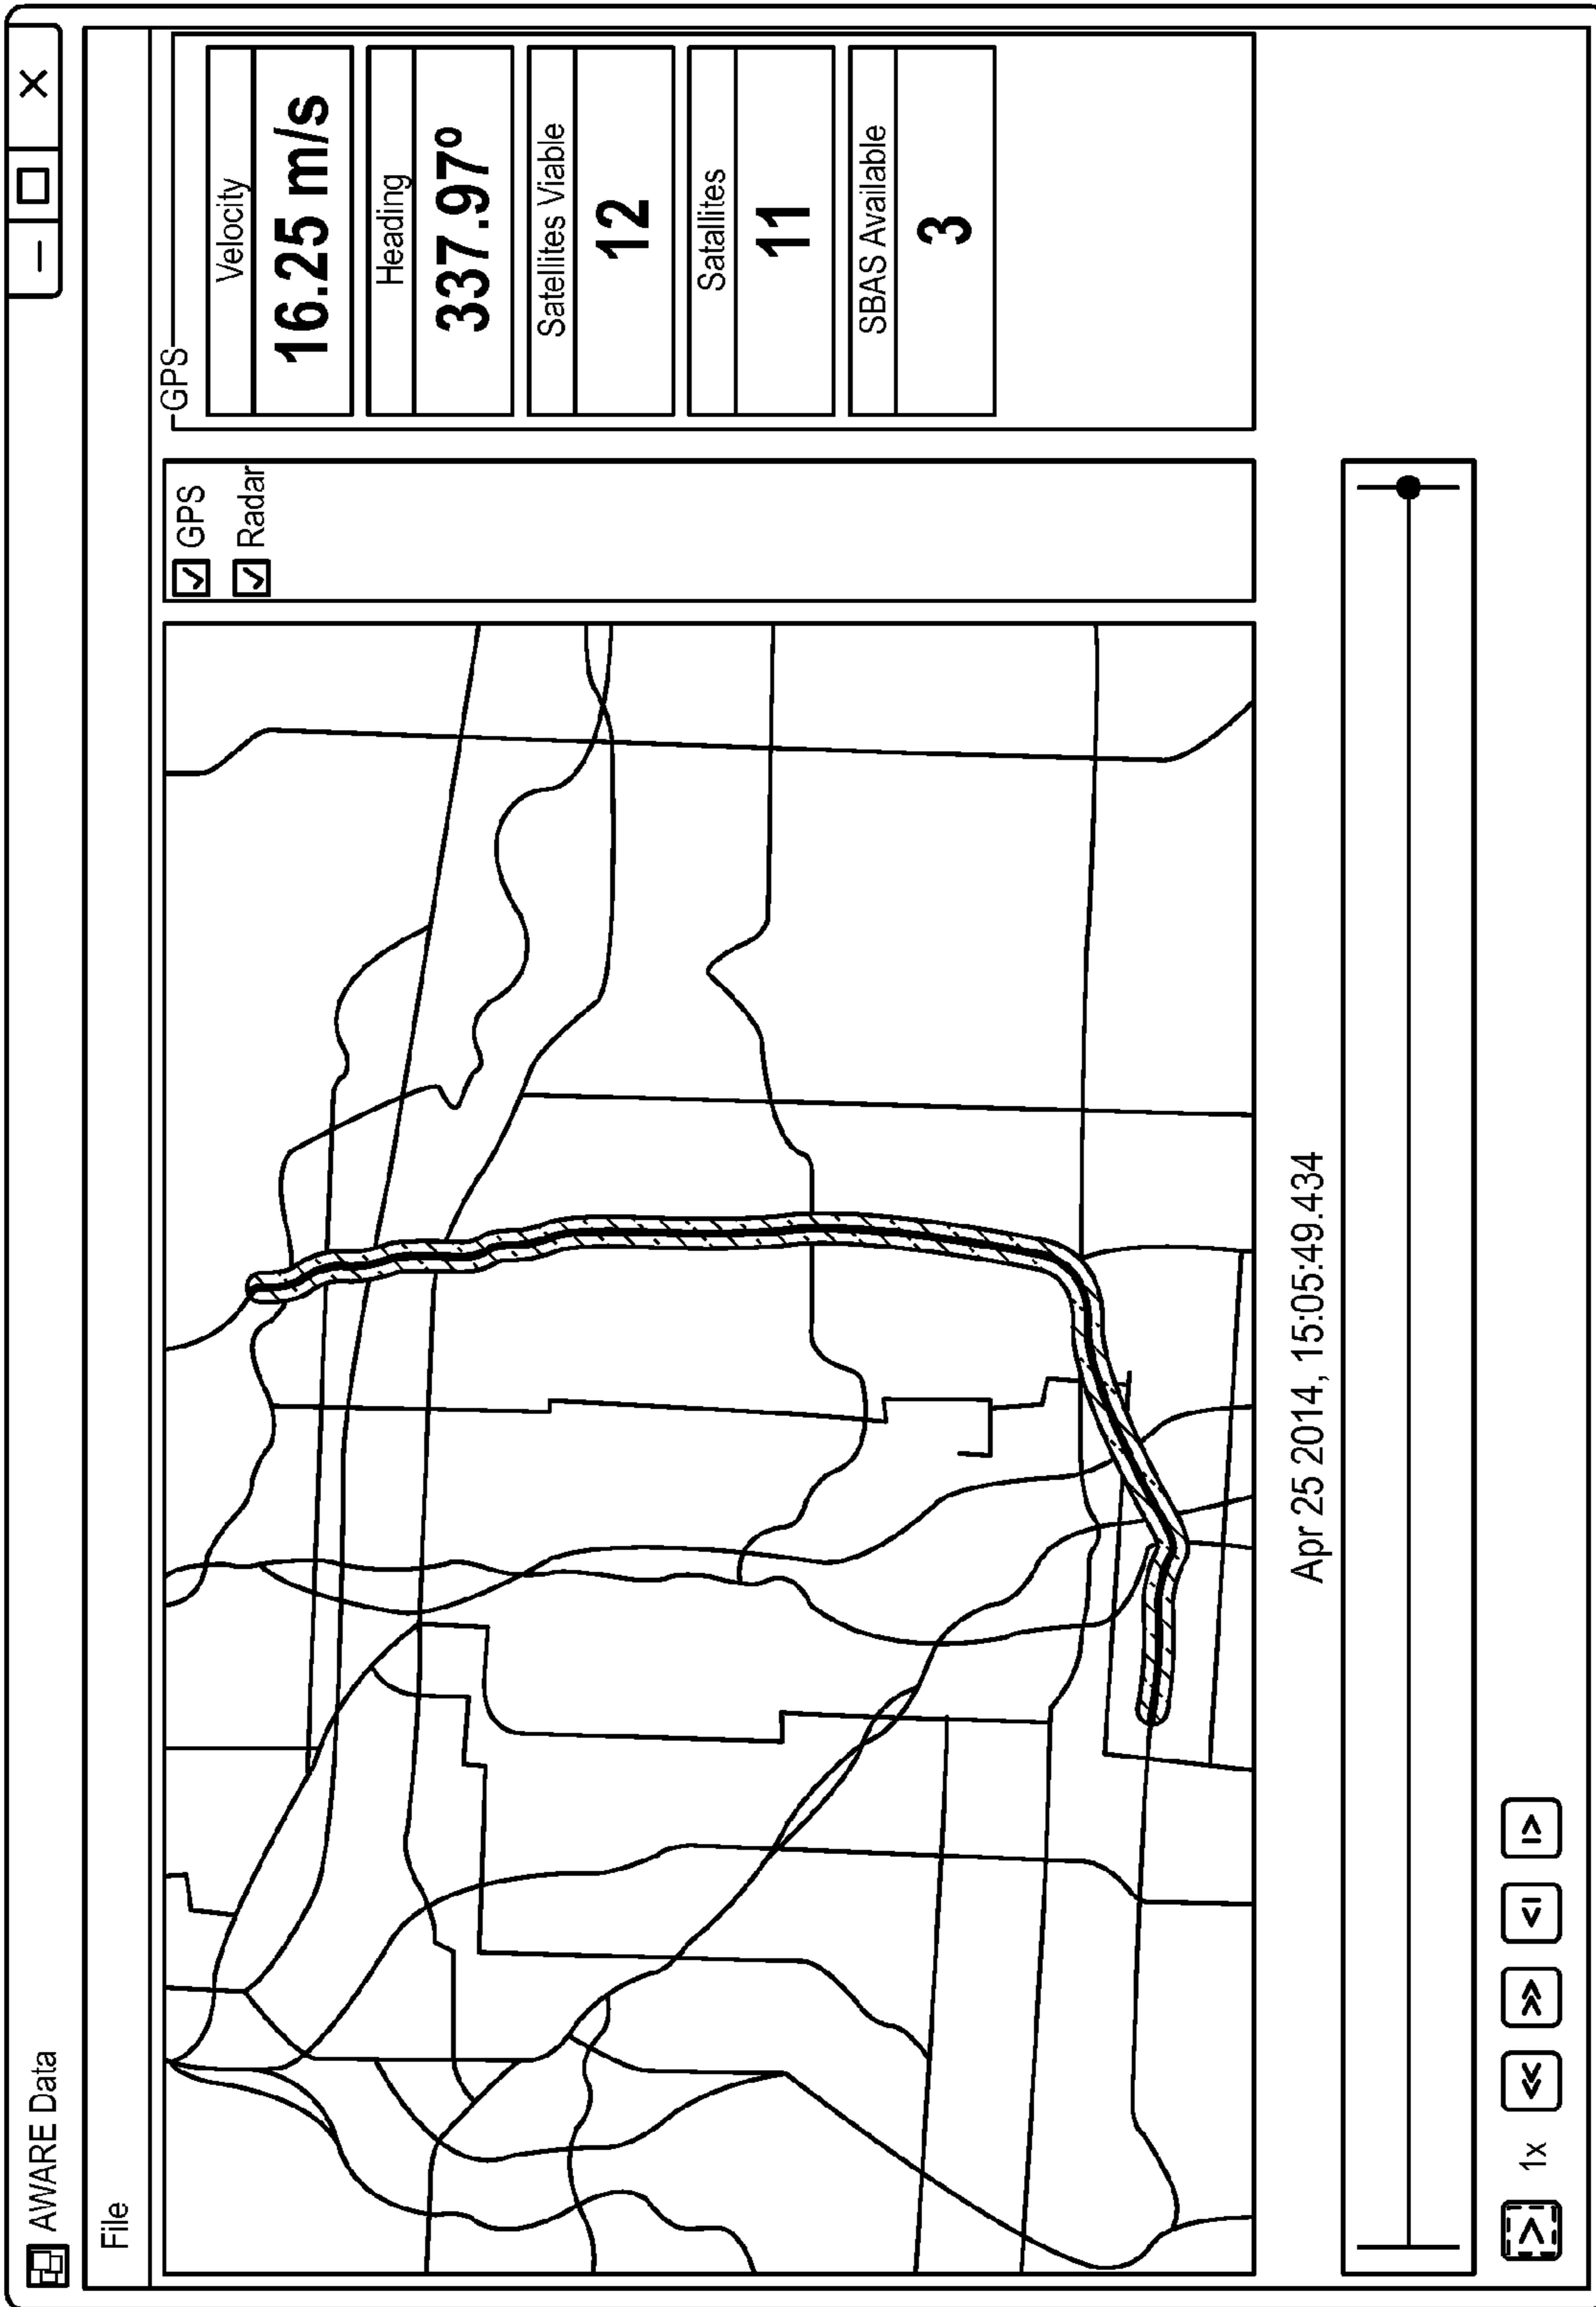 AWARE Data
File
GPS
Radar
GPS
Velocity
16.25 m/s
Heading
337.97º
Satellites Viable
12
Satallites
11
SBAS Available
3
Apr 25 2014, 15:05:49.434
1x